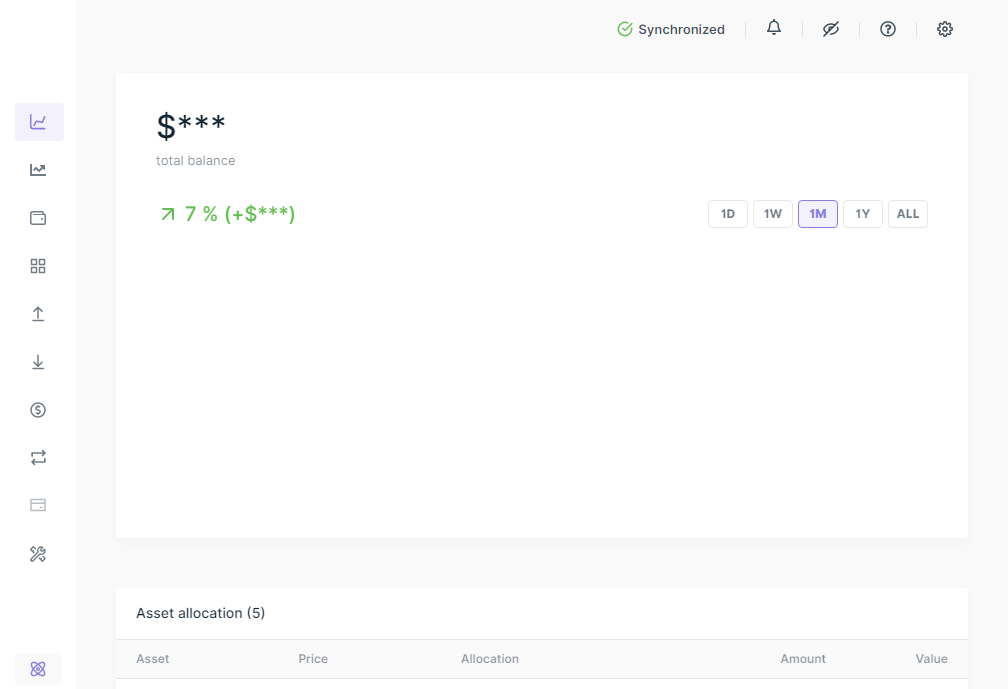 Synchronized
$***
total balance
7 % (+$***)
1D 1W 1M 1Y ALL
Asset allocation (5)
Asset Price Allocation Amount Value